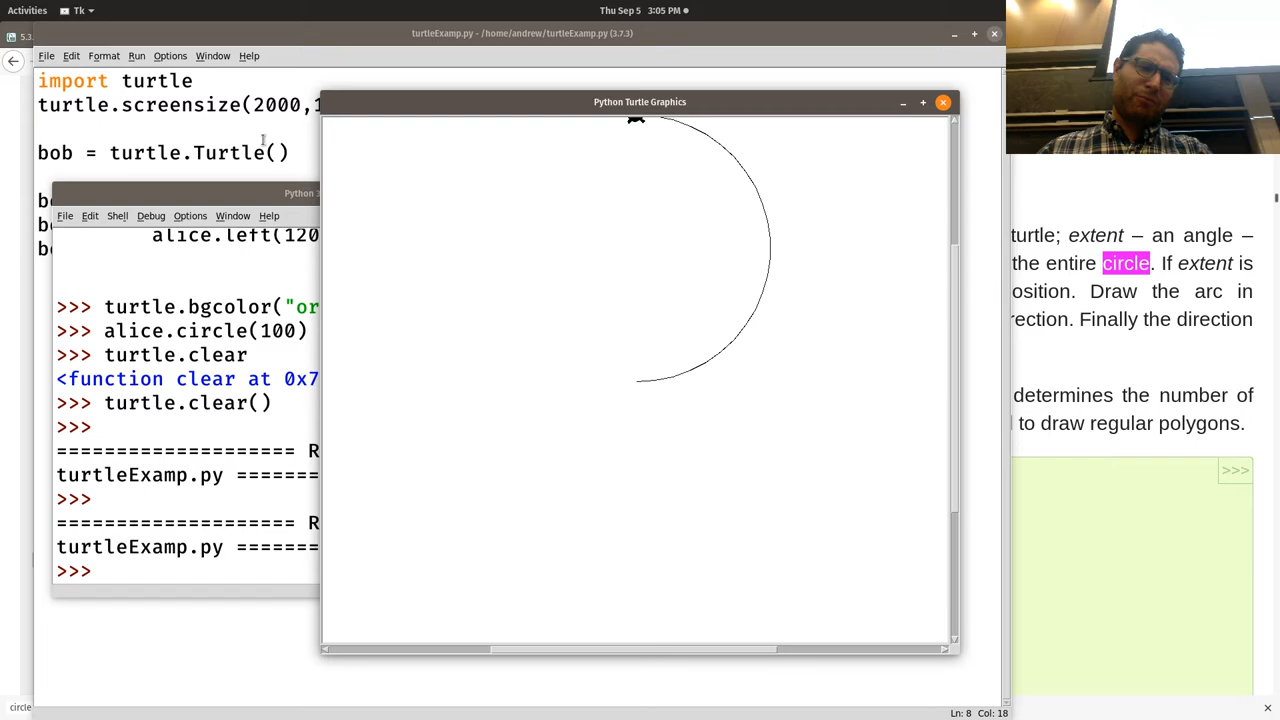 Activities Tk Thu Sep 5 3:05 PM
5.3.
turtleExamp.py - /home/andrew/turtleExamp.py (3.7.3)
File Edit Format Run Options Window Help
import turtle
turtle.screensize(2000,1
bob = turtle.Turtle()
b
b
b
Python 3
File Edit Shell Debug Options Window Help
alice.left(120
>>> turtle.bgcolor("or
>>> alice.circle(100)
>>> turtle.clear
<function clear at 0x7
>>> turtle.clear()
>>>
==================== R
turtleExamp.py =======
>>>
==================== R
turtleExamp.py =======
>>>
Python Turtle Graphics
turtle; extent – an angle –
the entire circle. If extent is
osition. Draw the arc in
rection. Finally the direction
determines the number of
d to draw regular polygons.
>>>
circle
Ln: 8 Col: 18